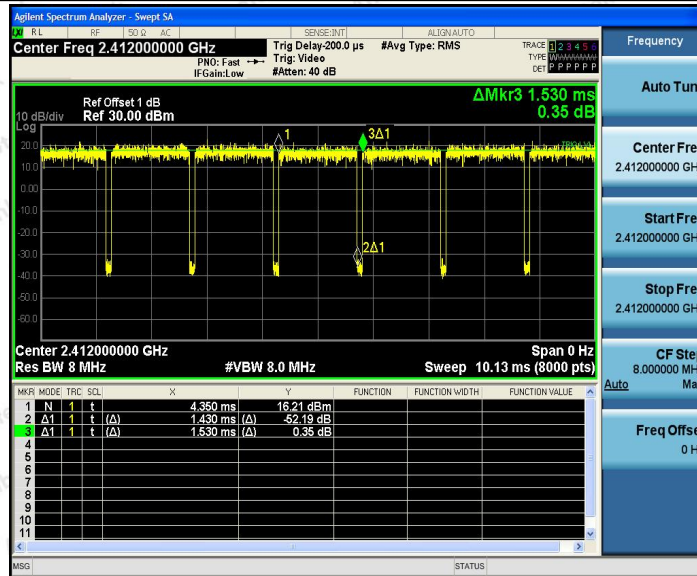 Agilent Spectrum Analyzer - Swept SA
LXI RL RF 50 Ω AC SENSE:INT ALIGN AUTO
Center Freq 2.412000000 GHz
PNO: Fast
IFGain:Low
Trig Delay-200.0 µs
Trig: Video
#Atten: 40 dB
#Avg Type: RMS
TRACE 1 2 3 4 5 6
TYPE
DET P P P P P P
Ref Offset 1 dB
10 dB/div Ref 30.00 dBm
Log
ΔMkr3 1.530 ms
0.35 dB
20.0
10.0
0.00
-10.0
-20.0
-30.0
-40.0
-50.0
-60.0
1
3Δ1
2Δ1
Center 2.412000000 GHz Span 0 Hz
Res BW 8 MHz #VBW 8.0 MHz Sweep 10.13 ms (8000 pts)
MKR MODE TRC SCL X Y FUNCTION FUNCTION WIDTH FUNCTION VALUE
1 N 1 t 4.350 ms 16.21 dBm
2 Δ1 1 t (Δ) 1.430 ms (Δ) -52.19 dB
3 Δ1 1 t (Δ) 1.530 ms (Δ) 0.35 dB
4
5
6
7
8
9
10
11
MSG STATUS
Frequency
Auto Tun
Center Fre
2.412000000 GH
Start Fre
2.412000000 GH
Stop Fre
2.412000000 GH
CF Ste
8.000000 MH
Auto Ma
Freq Offse
0 H